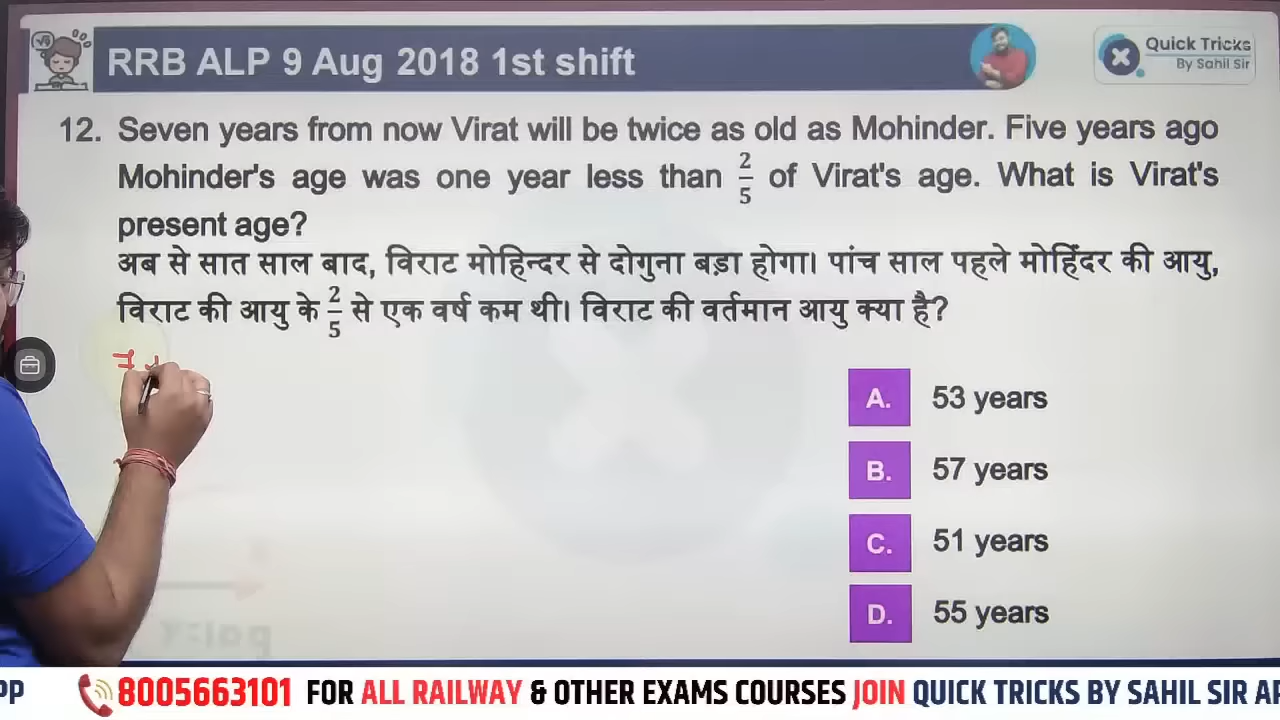 RRB ALP 9 Aug 2018 1st shift
Quick Tricks
By Sahil Sir
12. Seven years from now Virat will be twice as old as Mohinder. Five years ago
Mohinder's age was one year less than 2/5 of Virat's age. What is Virat's
present age?
अब से सात साल बाद, विराट मोहिन्दर से दोगुना बड़ा होगा। पांच साल पहले मोहिंदर की आयु,
विराट की आयु के 2/5 से एक वर्ष कम थी। विराट की वर्तमान आयु क्या है?
7
A. 53 years
B. 57 years
C. 51 years
D. 55 years
PP 8005663101 FOR ALL RAILWAY & OTHER EXAMS COURSES JOIN QUICK TRICKS BY SAHIL SIR AP